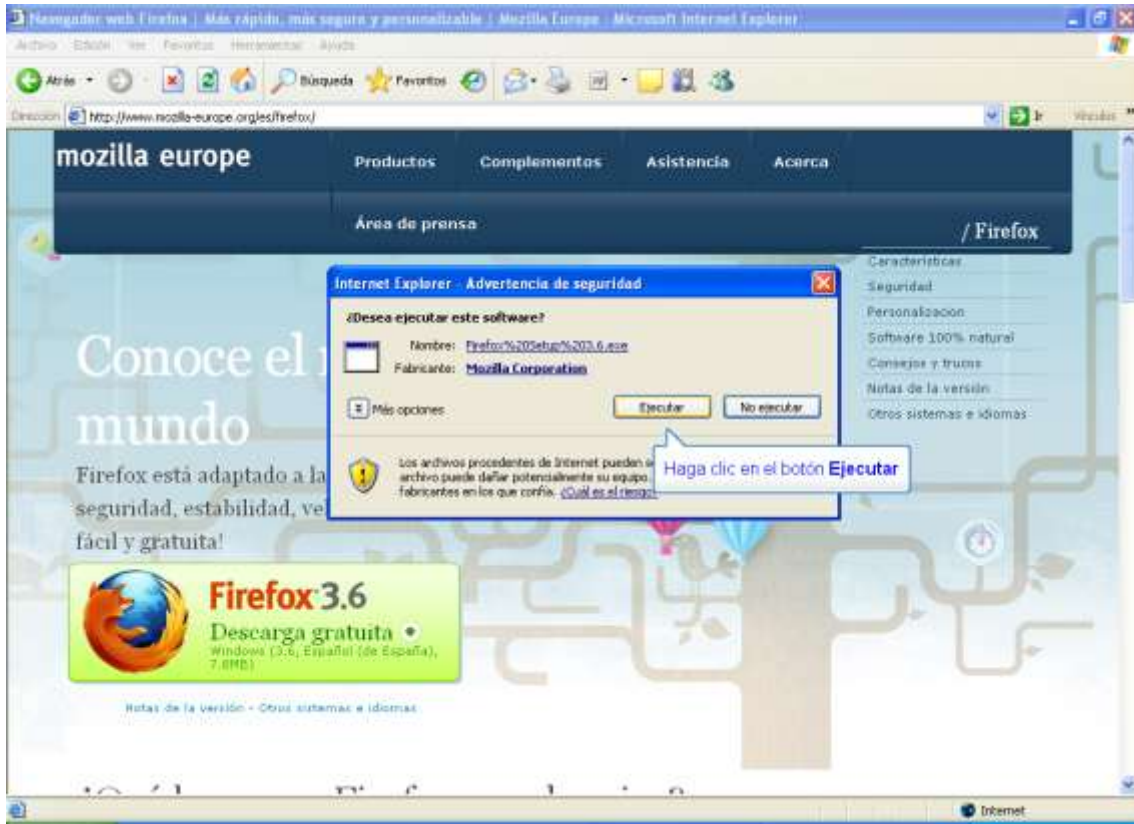 Navegador web Firefox | Más rápido, más seguro y personalizable | Mozilla Europe - Microsoft Internet Explorer
Archivo Edición Ver Favoritos Herramientas Ayuda
Atrás Búsqueda Favoritos
Dirección http://www.mozilla-europe.org/es/firefox/ Ir Vínculos »
mozilla europe
Productos Complementos Asistencia Acerca
Área de prensa
/ Firefox
Características
Seguridad
Personalizacion
Software 100% natural
Consejos y trucos
Notas de la versión
Otros sistemas e idiomas
Internet Explorer - Advertencia de seguridad
¿Desea ejecutar este software?
Nombre: Firefox%20Setup%203.6.exe
Fabricante: Mozilla Corporation
Más opciones
Ejecutar
No ejecutar
Los archivos procedentes de Internet pueden
archivo puede dañar potencialmente su equipo.
fabricantes en los que confía. ¿Cuál es el riesgo?
Haga clic en el botón Ejecutar
Conoce el
mundo
Firefox está adaptado a la
seguridad, estabilidad, vel
fácil y gratuita!
Firefox 3.6
Descarga gratuita
Windows (3.6, Español (de España),
7.8MB)
Notas de la versión - Otros sistemas e idiomas
Internet